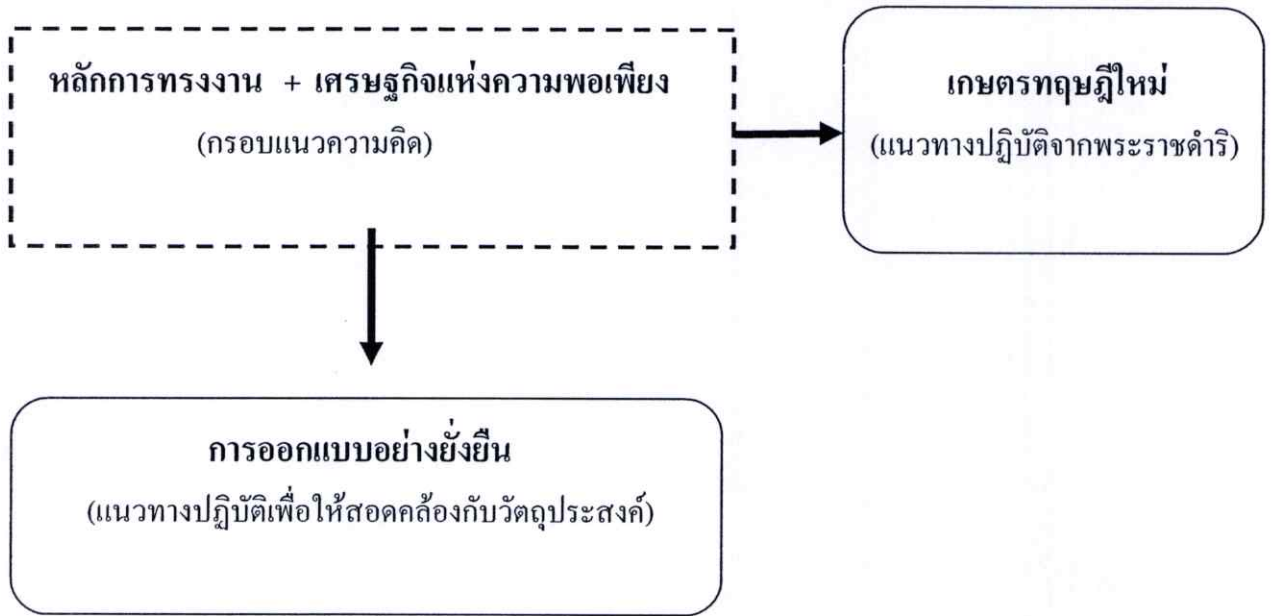 หลักการทรงงาน + เศรษฐกิจแห่งความพอเพียง
(กรอบแนวความคิด)
เกษตรทฤษฎีใหม่
(แนวทางปฏิบัติจากพระราชดำริ)
การออกแบบอย่างยั่งยืน
(แนวทางปฏิบัติเพื่อให้สอดคล้องกับวัตถุประสงค์)